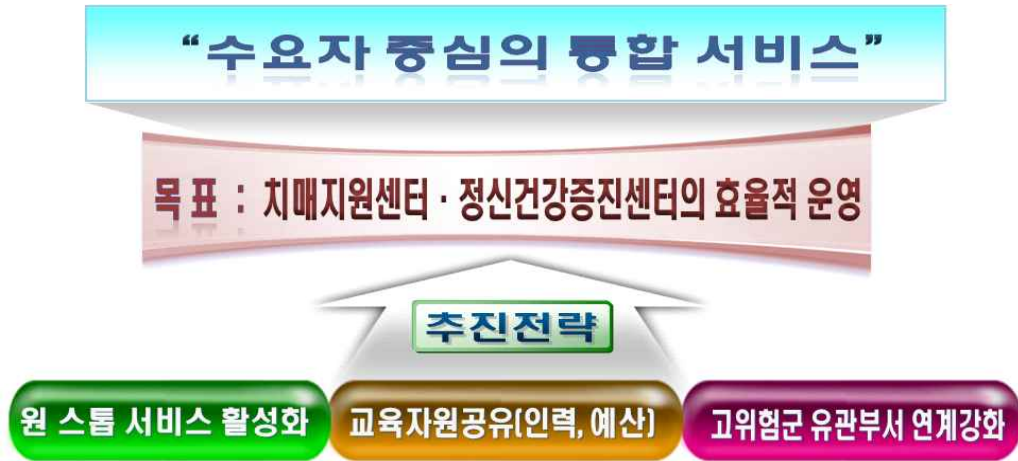 “수요자 중심의 통합 서비스”
목표 : 치매지원센터 · 정신건강증진센터의 효율적 운영
추진전략
원 스톱 서비스 활성화
교육자원공유(인력, 예산)
고위험군 유관부서 연계강화